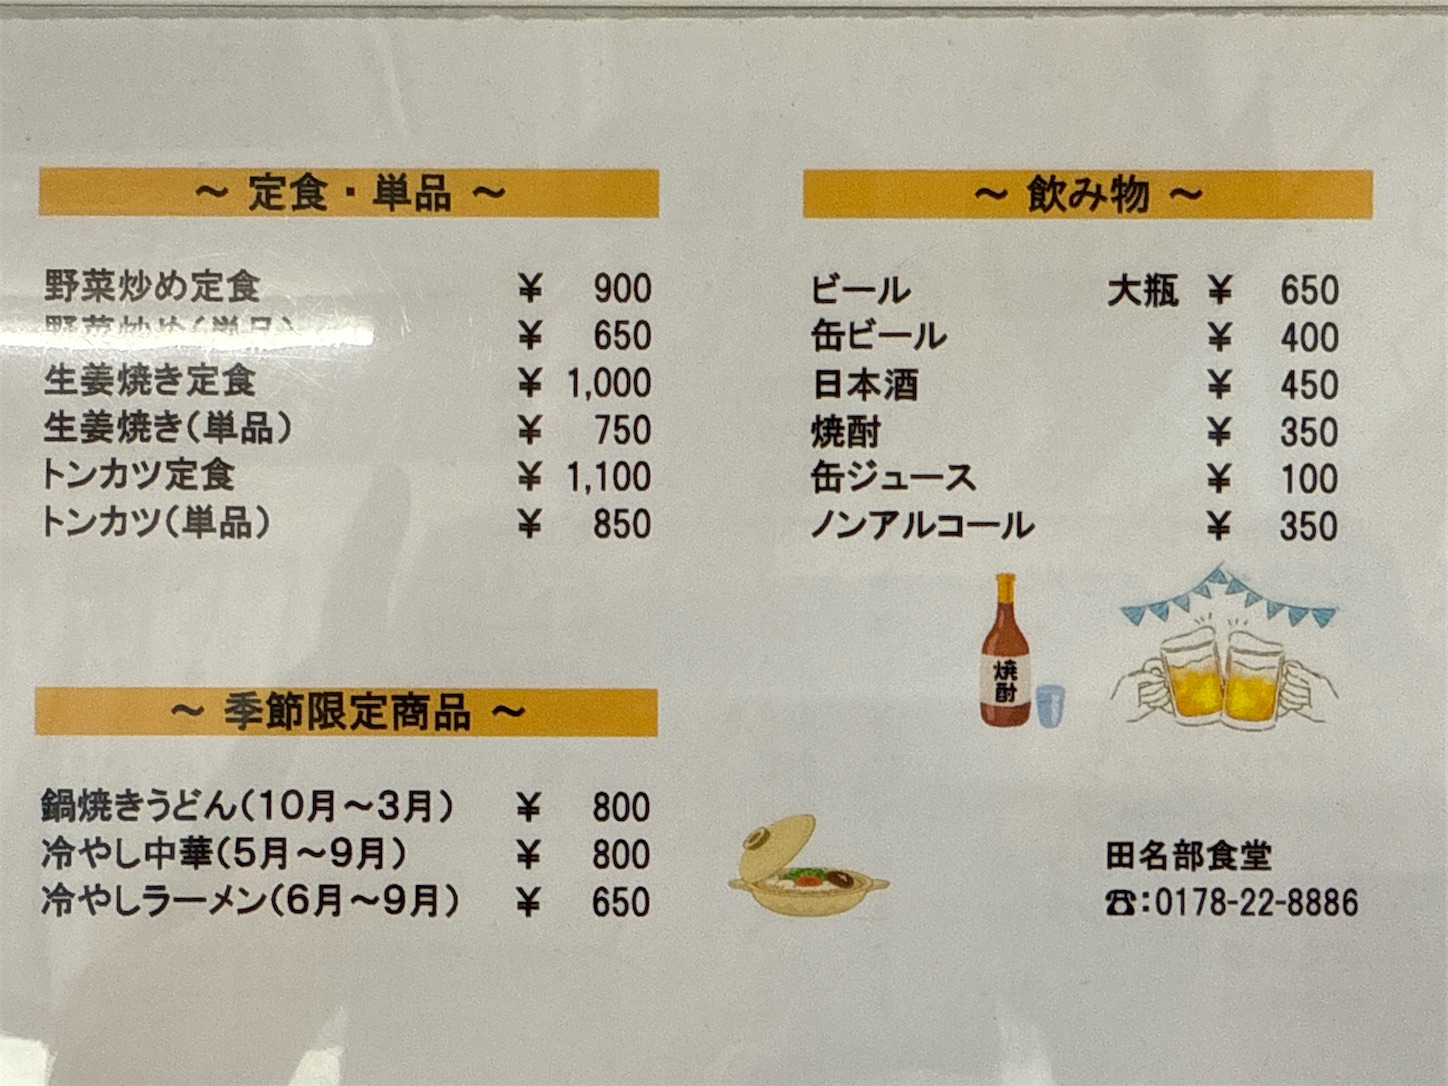 ～ 定食・単品 ～
野菜炒め定食 ¥ 900
野菜炒め(単品) ¥ 650
生姜焼き定食 ¥ 1,000
生姜焼き(単品) ¥ 750
トンカツ定食 ¥ 1,100
トンカツ(単品) ¥ 850
～ 季節限定商品 ～
鍋焼きうどん(10月～3月) ¥ 800
冷やし中華(5月～9月) ¥ 800
冷やしラーメン(6月～9月) ¥ 650
～ 飲み物 ～
ビール 大瓶 ¥ 650
缶ビール ¥ 400
日本酒 ¥ 450
焼酎 ¥ 350
缶ジュース ¥ 100
ノンアルコール ¥ 350
焼酎
田名部食堂
☎:0178-22-8886